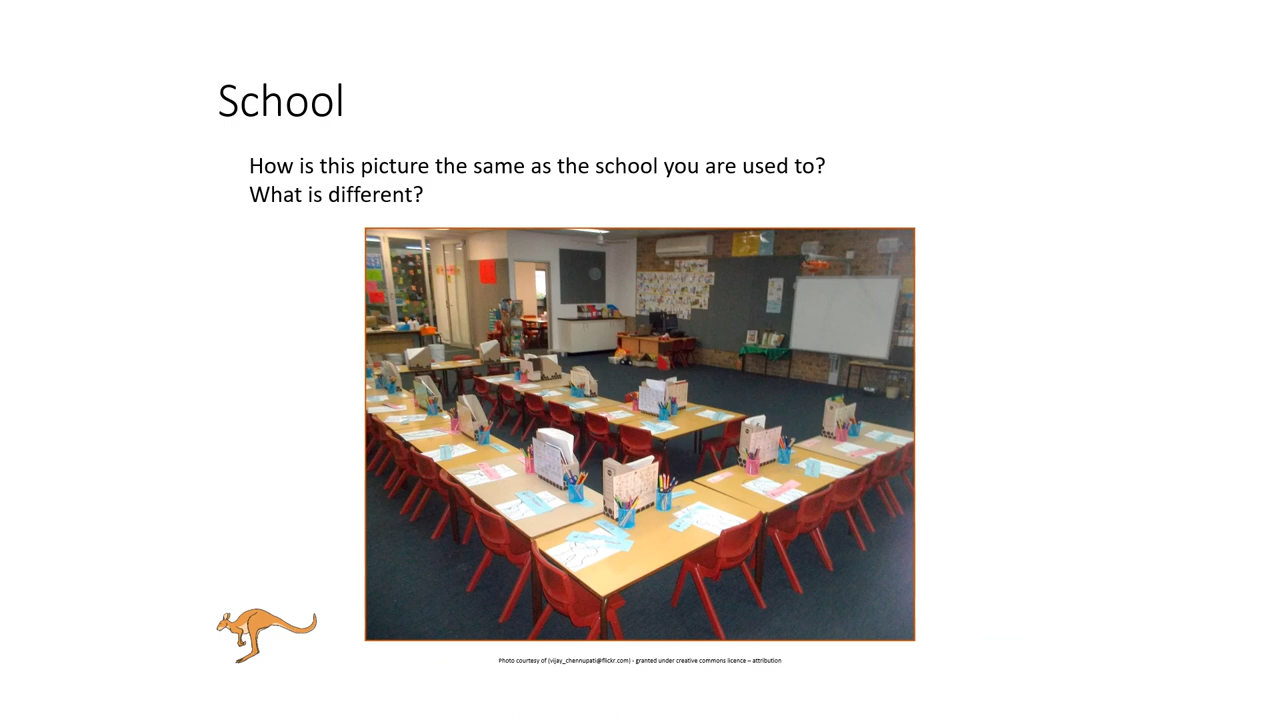 School
How is this picture the same as the school you are used to?
What is different?
Photo courtesy of (vijay_chennupati@flickr.com) - granted under creative commons licence – attribution